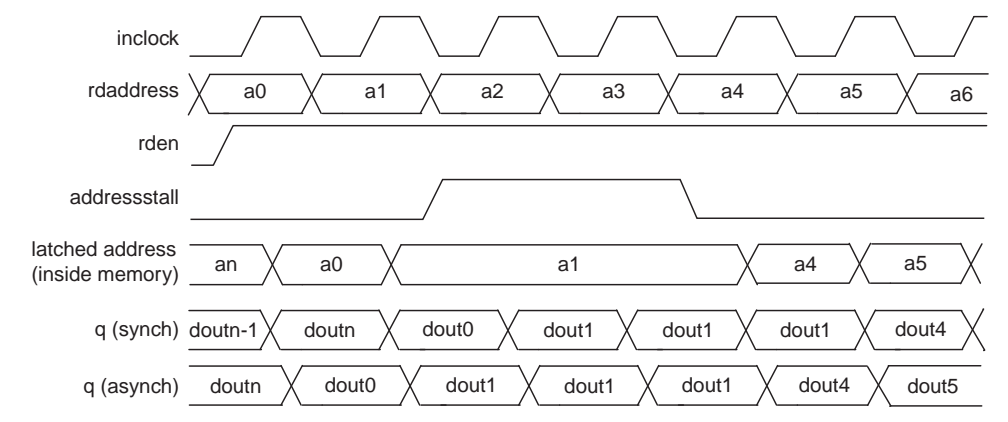 inclock
rdaddress a0 a1 a2 a3 a4 a5 a6
rden
addressstall
latched address
(inside memory) an a0 a1 a4 a5
q (synch) doutn-1 doutn dout0 dout1 dout1 dout1 dout4
q (asynch) doutn dout0 dout1 dout1 dout1 dout4 dout5